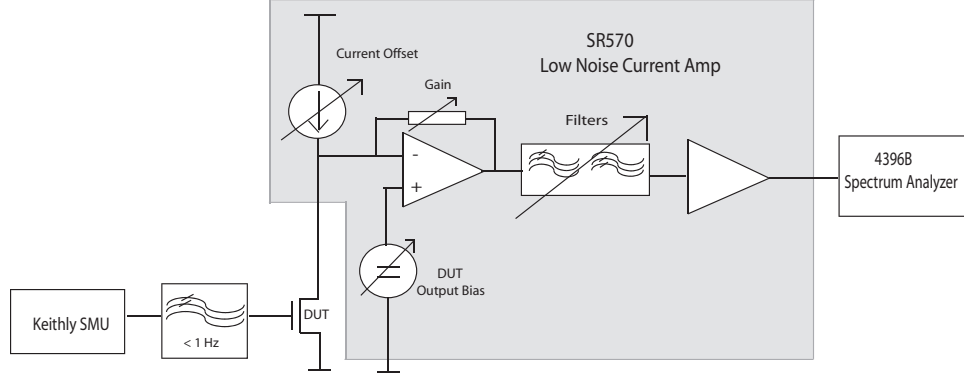 SR570
Low Noise Current Amp
Current Offset
Gain
Filters
-
+
4396B
Spectrum Analyzer
DUT
Output Bias
Keithly SMU
< 1 Hz
DUT